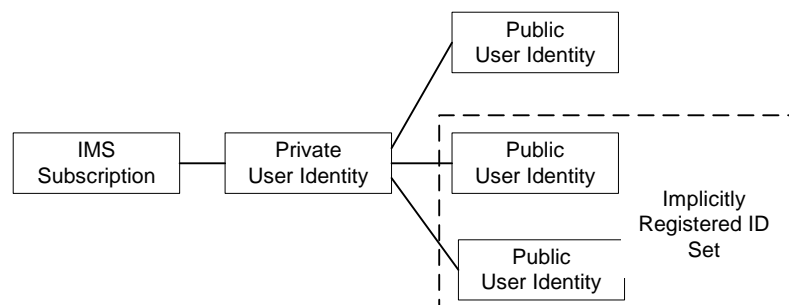 Public
User Identity
IMS
Subscription
Private
User Identity
Public
User Identity
Implicitly
Registered ID
Set
Public
User Identity